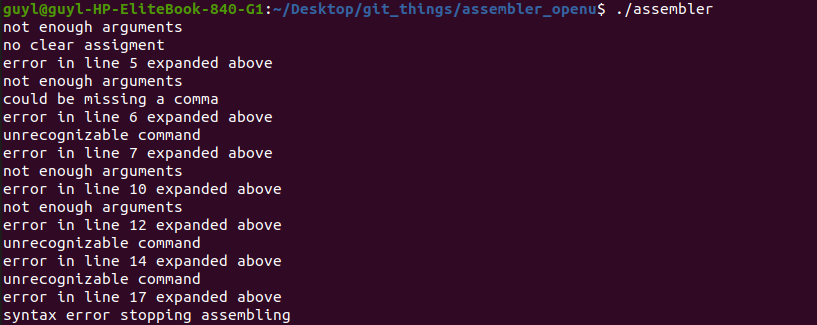 guyl@guyl-HP-EliteBook-840-G1:~/Desktop/git_things/assembler_openu$ ./assembler
not enough arguments
no clear assigment
error in line 5 expanded above
not enough arguments
could be missing a comma
error in line 6 expanded above
unrecognizable command
error in line 7 expanded above
not enough arguments
error in line 10 expanded above
not enough arguments
error in line 12 expanded above
unrecognizable command
error in line 14 expanded above
unrecognizable command
error in line 17 expanded above
syntax error stopping assembling